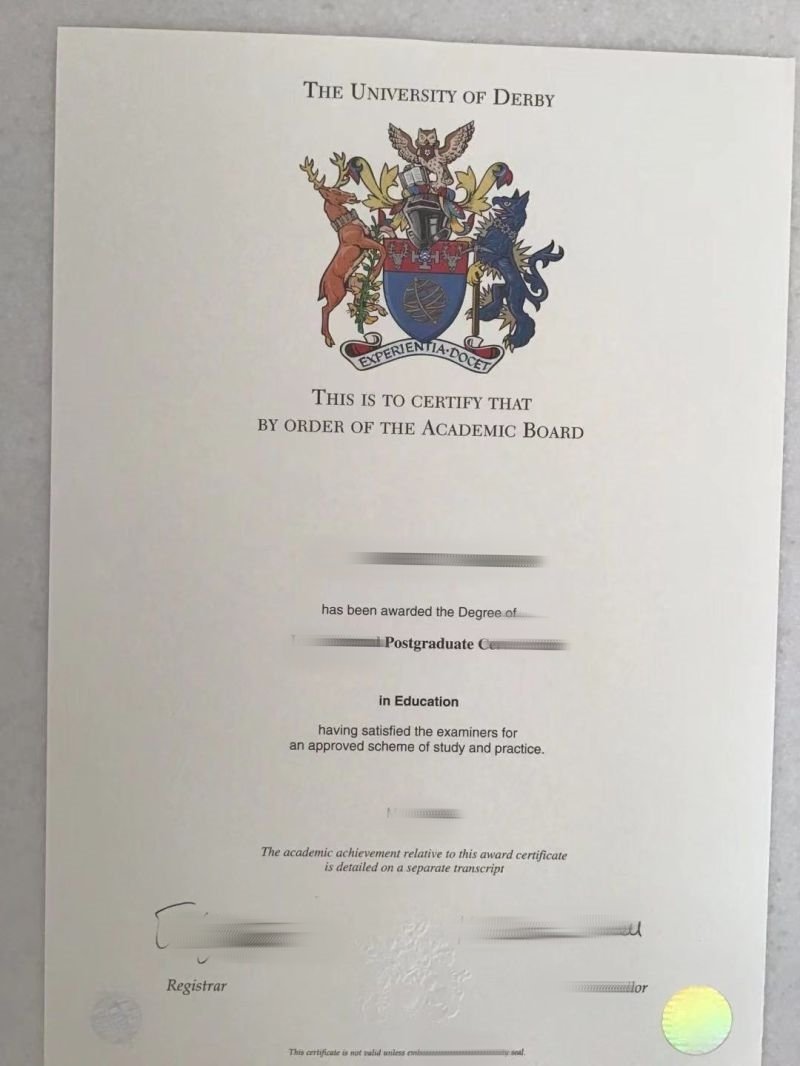 THE UNIVERSITY OF DERBY
EXPERIENTIA·DOCET
THIS IS TO CERTIFY THAT
BY ORDER OF THE ACADEMIC BOARD
has been awarded the Degree of
Postgraduate
in Education
having satisfied the examiners for
an approved scheme of study and practice.
The academic achievement relative to this award certificate
is detailed on a separate transcript
Registrar
This certificate is not valid unless seal.